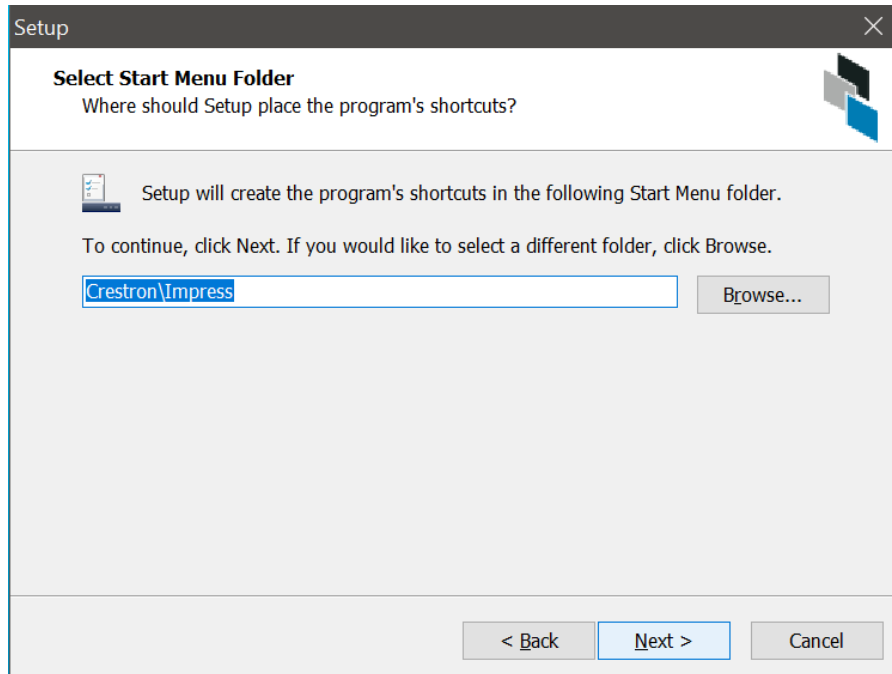 Setup
Select Start Menu Folder
Where should Setup place the program's shortcuts?
Setup will create the program's shortcuts in the following Start Menu folder.
To continue, click Next. If you would like to select a different folder, click Browse.
Crestron\Impress
Browse...
< Back
Next >
Cancel